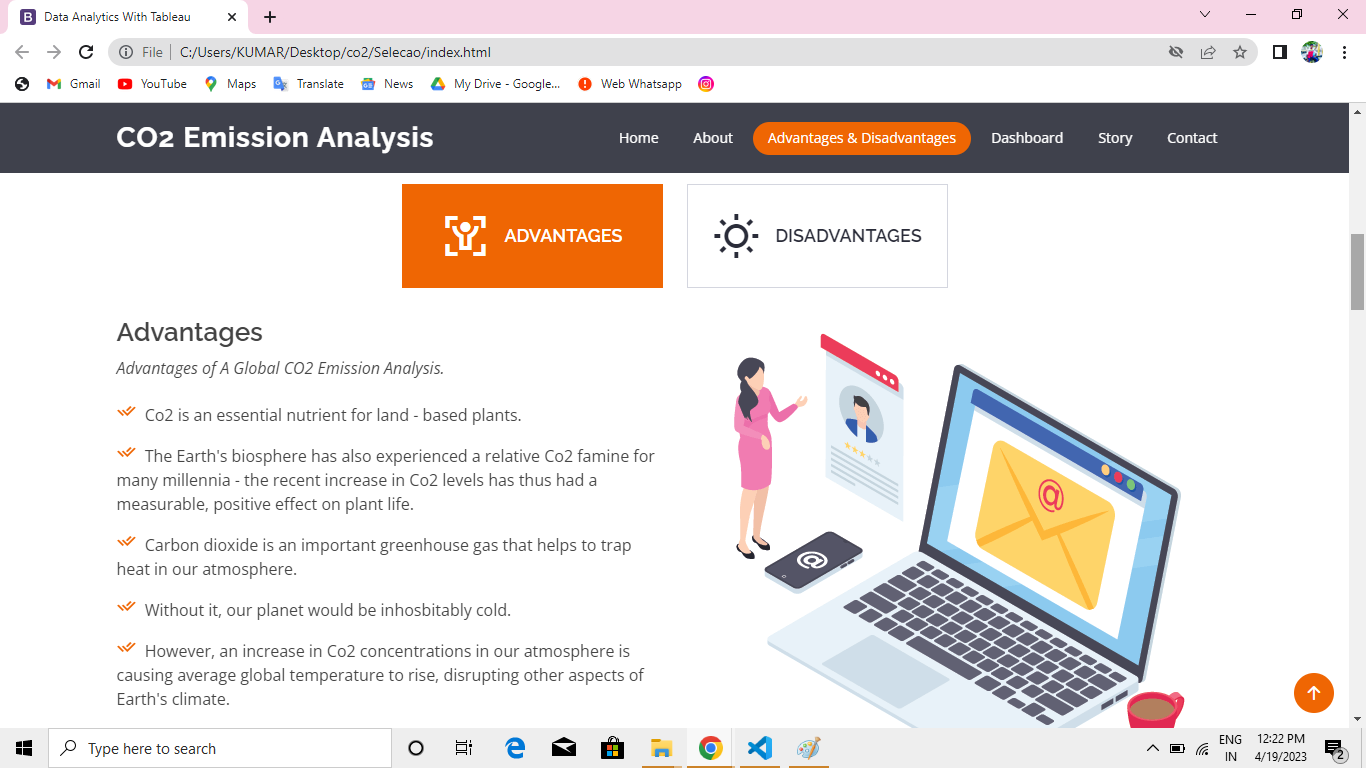 Data Analytics With Tableau
File
C:/Users/KUMAR/Desktop/co2/Selecao/index.html
Gmail YouTube Maps Translate News My Drive - Google... Web Whatsapp
CO2 Emission Analysis
Home About Advantages & Disadvantages Dashboard Story Contact
ADVANTAGES
DISADVANTAGES
Advantages
Advantages of A Global CO2 Emission Analysis.
Co2 is an essential nutrient for land - based plants.
The Earth's biosphere has also experienced a relative Co2 famine for
many millennia - the recent increase in Co2 levels has thus had a
measurable, positive effect on plant life.
Carbon dioxide is an important greenhouse gas that helps to trap
heat in our atmosphere.
Without it, our planet would be inhosbitably cold.
However, an increase in Co2 concentrations in our atmosphere is
causing average global temperature to rise, disrupting other aspects of
Earth's climate.
@
@
Type here to search
ENG
IN
12:22 PM
4/19/2023
2